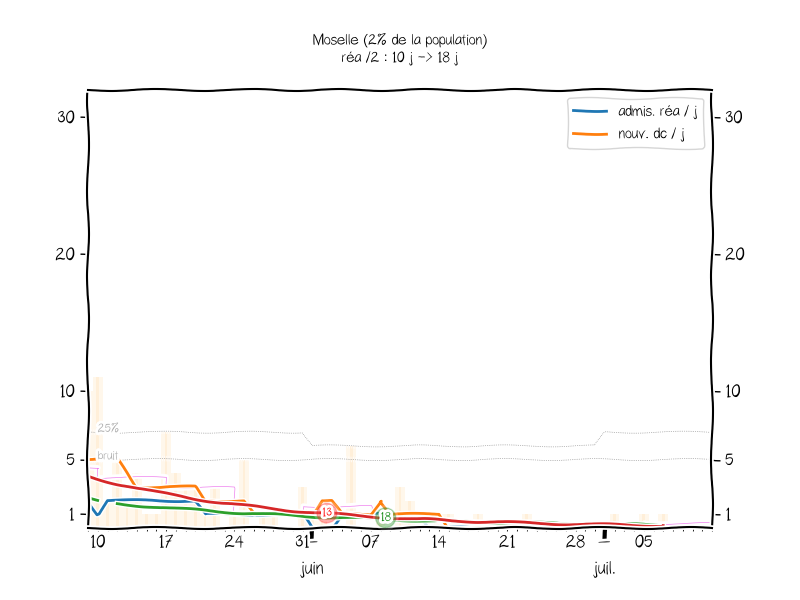 Moselle (2% de la population)
réa /2 : 10 j -> 18 j
admis. réa / j
nouv. dc / j
30
30
20
20
10
10
25%
bruit
5
5
13
18
1
1
10 17 24 31 07 14 21 28 05
juin juil.